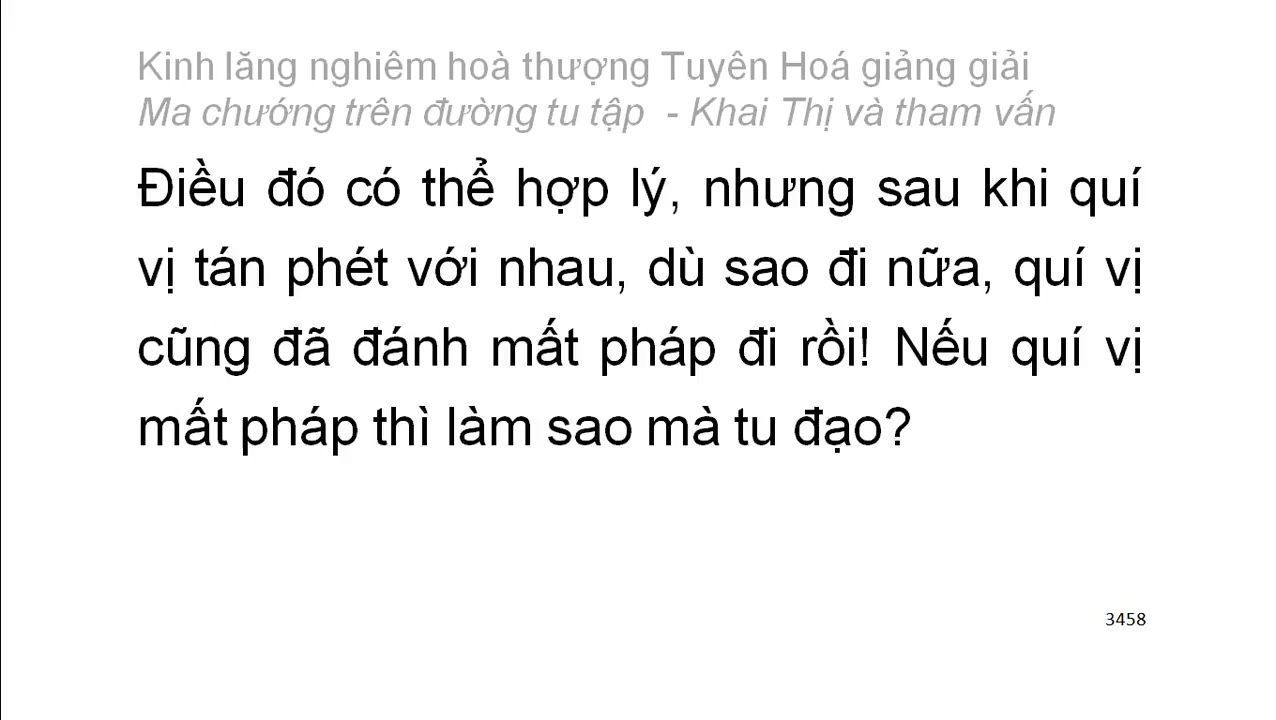 Kinh lăng nghiêm hoà thượng Tuyên Hoá giảng giải
Ma chướng trên đường tu tập - Khai Thị và tham vấn
Điều đó có thể hợp lý, nhưng sau khi quí
vị tán phét với nhau, dù sao đi nữa, quí vị
cũng đã đánh mất pháp đi rồi! Nếu quí vị
mất pháp thì làm sao mà tu đạo?
3458